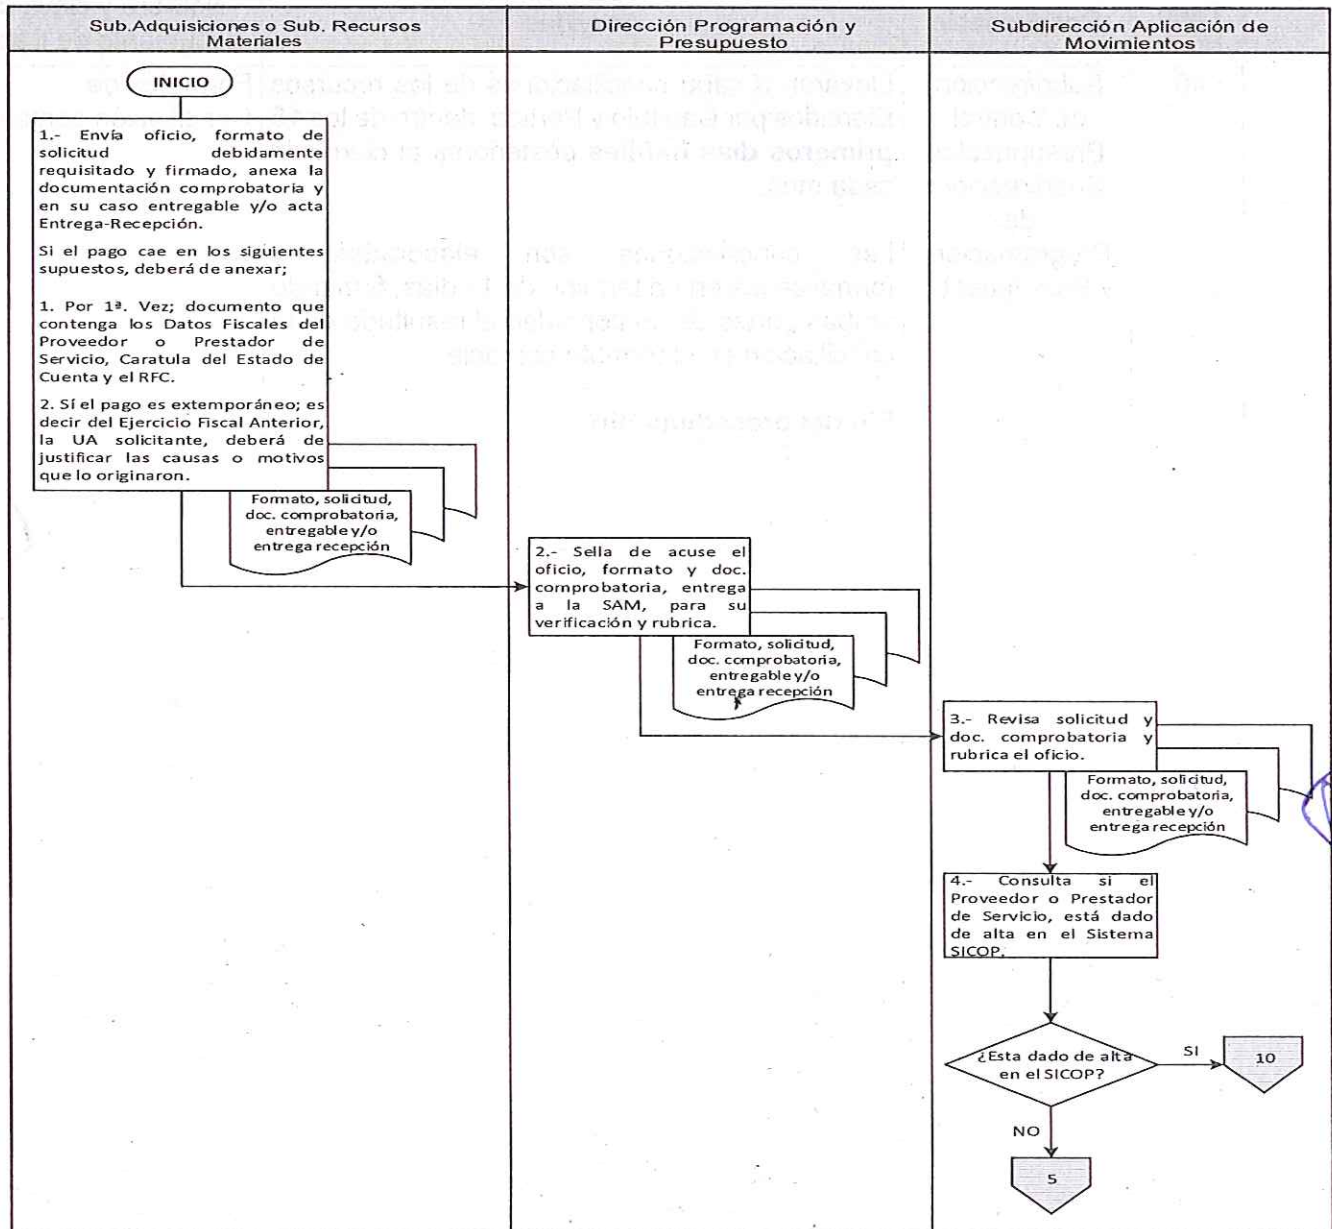 Sub.Adquisiciones o Sub. Recursos
Materiales
Dirección Programación y
Presupuesto
Subdirección Aplicación de
Movimientos
INICIO
1.- Envía oficio, formato de
solicitud debidamente
requisitado y firmado, anexa la
documentación comprobatoria y
en su caso entregable y/o acta
Entrega-Recepción.
Si el pago cae en los siguientes
supuestos, deberá de anexar;
1. Por 1ª. Vez; documento que
contenga los Datos Fiscales del
Proveedor o Prestador de
Servicio, Caratula del Estado de
Cuenta y el RFC.
2. Sí el pago es extemporáneo; es
decir del Ejercicio Fiscal Anterior,
la UA solicitante, deberá de
justificar las causas o motivos
que lo originaron.
Formato, solicitud,
doc. comprobatoria,
entregable y/o
entrega recepción
2.- Sella de acuse el
oficio, formato y doc.
comprobatoria, entrega
a la SAM, para su
verificación y rubrica.
Formato, solicitud,
doc. comprobatoria,
entregable y/o
entrega recepción
3.- Revisa solicitud y
doc. comprobatoria y
rubrica el oficio.
Formato, solicitud,
doc. comprobatoria,
entregable y/o
entrega recepción
4.- Consulta si el
Proveedor o Prestador
de Servicio, está dado
de alta en el Sistema
SICOP.
¿Esta dado de alta
en el SICOP?
SI
10
NO
5